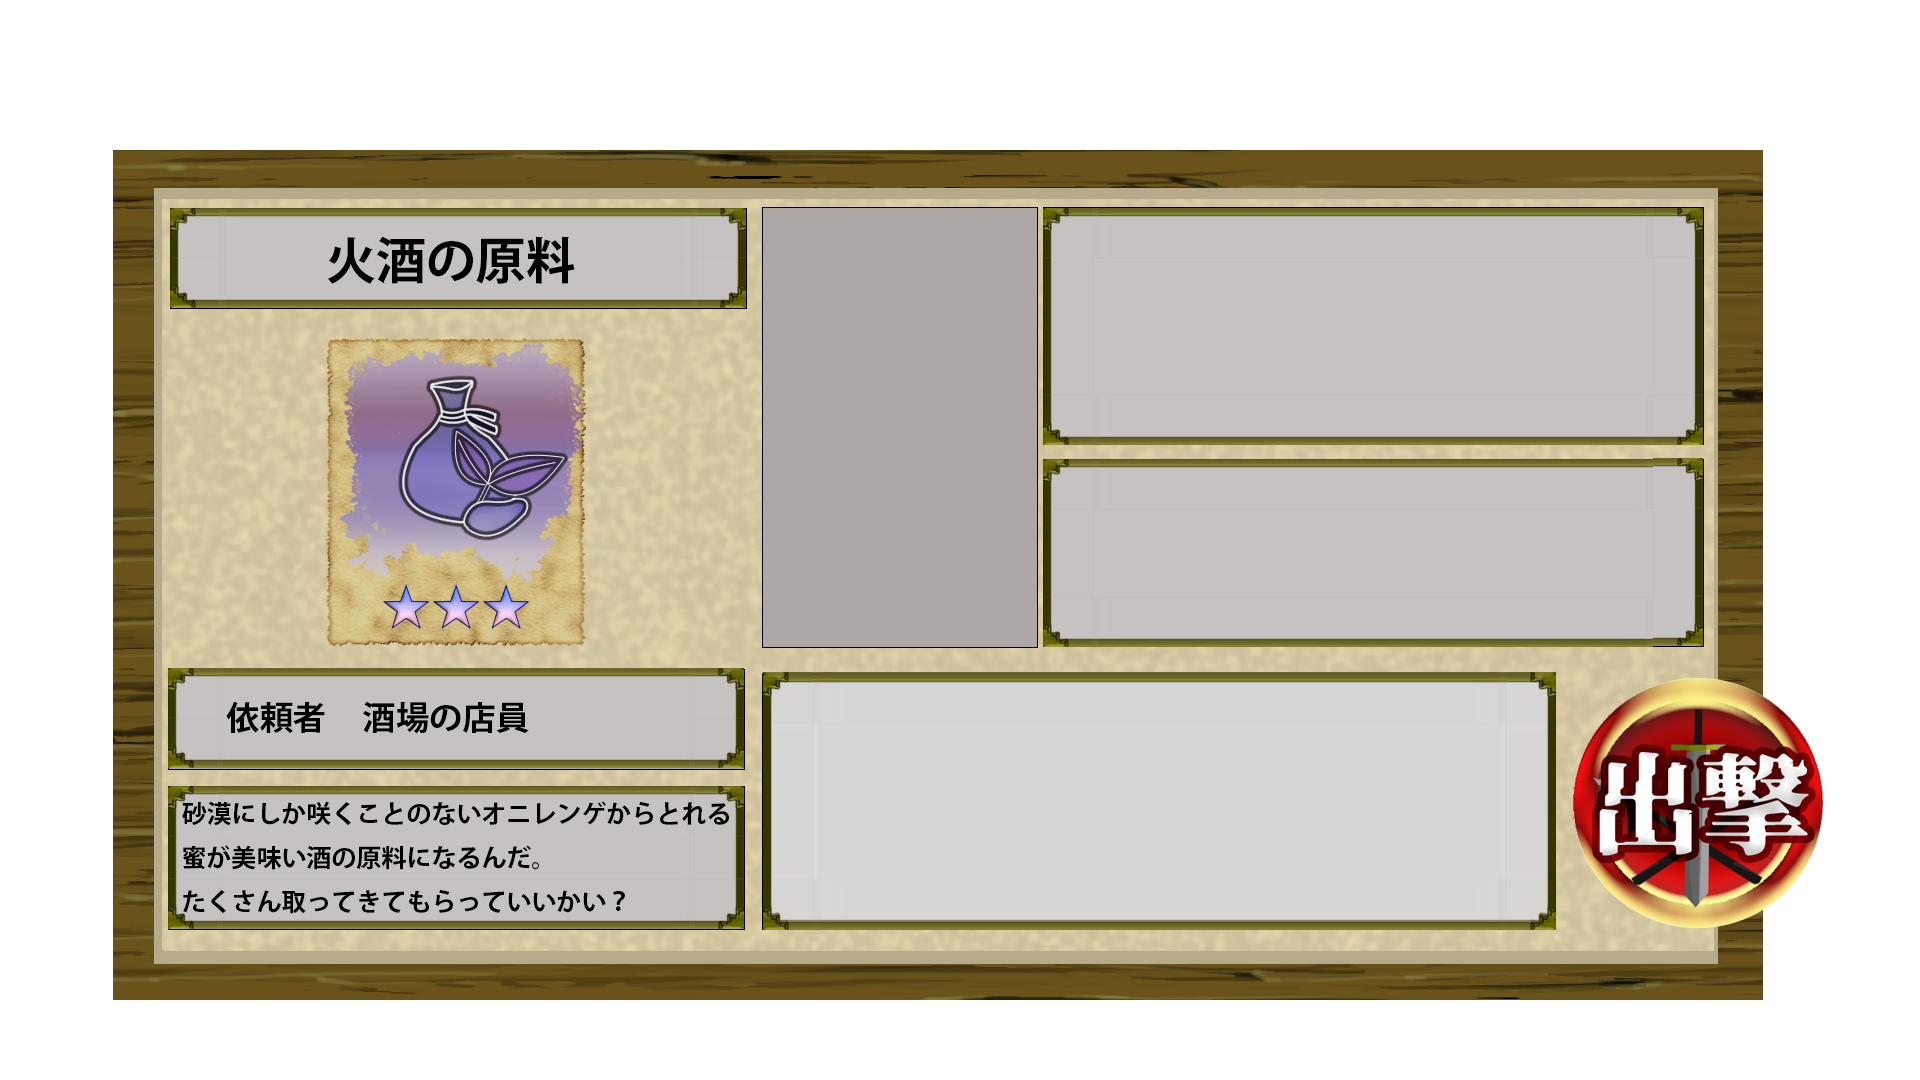 火酒の原料
依頼者　酒場の店員
砂漠にしか咲くことのないオニレンゲからとれる
蜜が美味い酒の原料になるんだ。
たくさん取ってきてもらっていいかい？
出撃